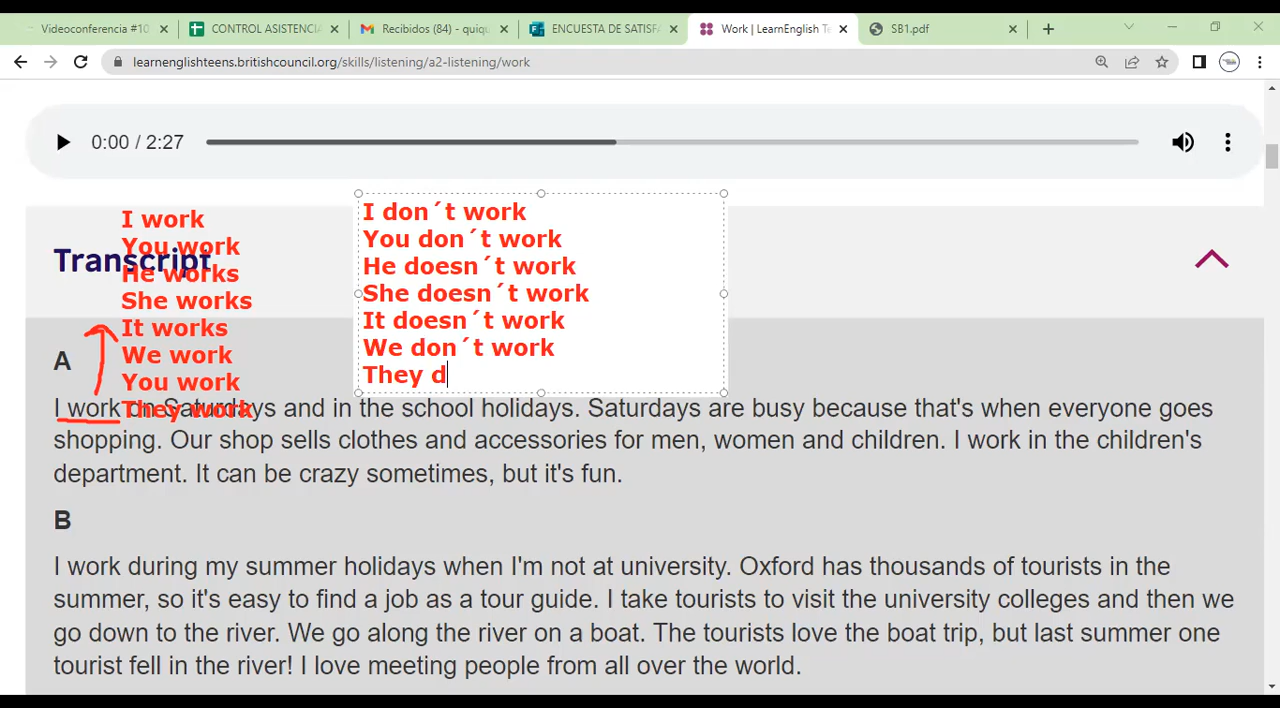 Videoconferencia #10
CONTROL ASISTENCIA
Recibidos (84) - quiqu
ENCUESTA DE SATISFA
Work | LearnEnglish Te
SB1.pdf
learnenglishteens.britishcouncil.org/skills/listening/a2-listening/work
0:00 / 2:27
Transcript
I work
You work
He works
She works
It works
We work
You work
They work
I don´t work
You don´t work
He doesn´t work
She doesn´t work
It doesn´t work
We don´t work
They d
A
I work on Saturdays and in the school holidays. Saturdays are busy because that's when everyone goes
shopping. Our shop sells clothes and accessories for men, women and children. I work in the children's
department. It can be crazy sometimes, but it's fun.
B
I work during my summer holidays when I'm not at university. Oxford has thousands of tourists in the
summer, so it's easy to find a job as a tour guide. I take tourists to visit the university colleges and then we
go down to the river. We go along the river on a boat. The tourists love the boat trip, but last summer one
tourist fell in the river! I love meeting people from all over the world.